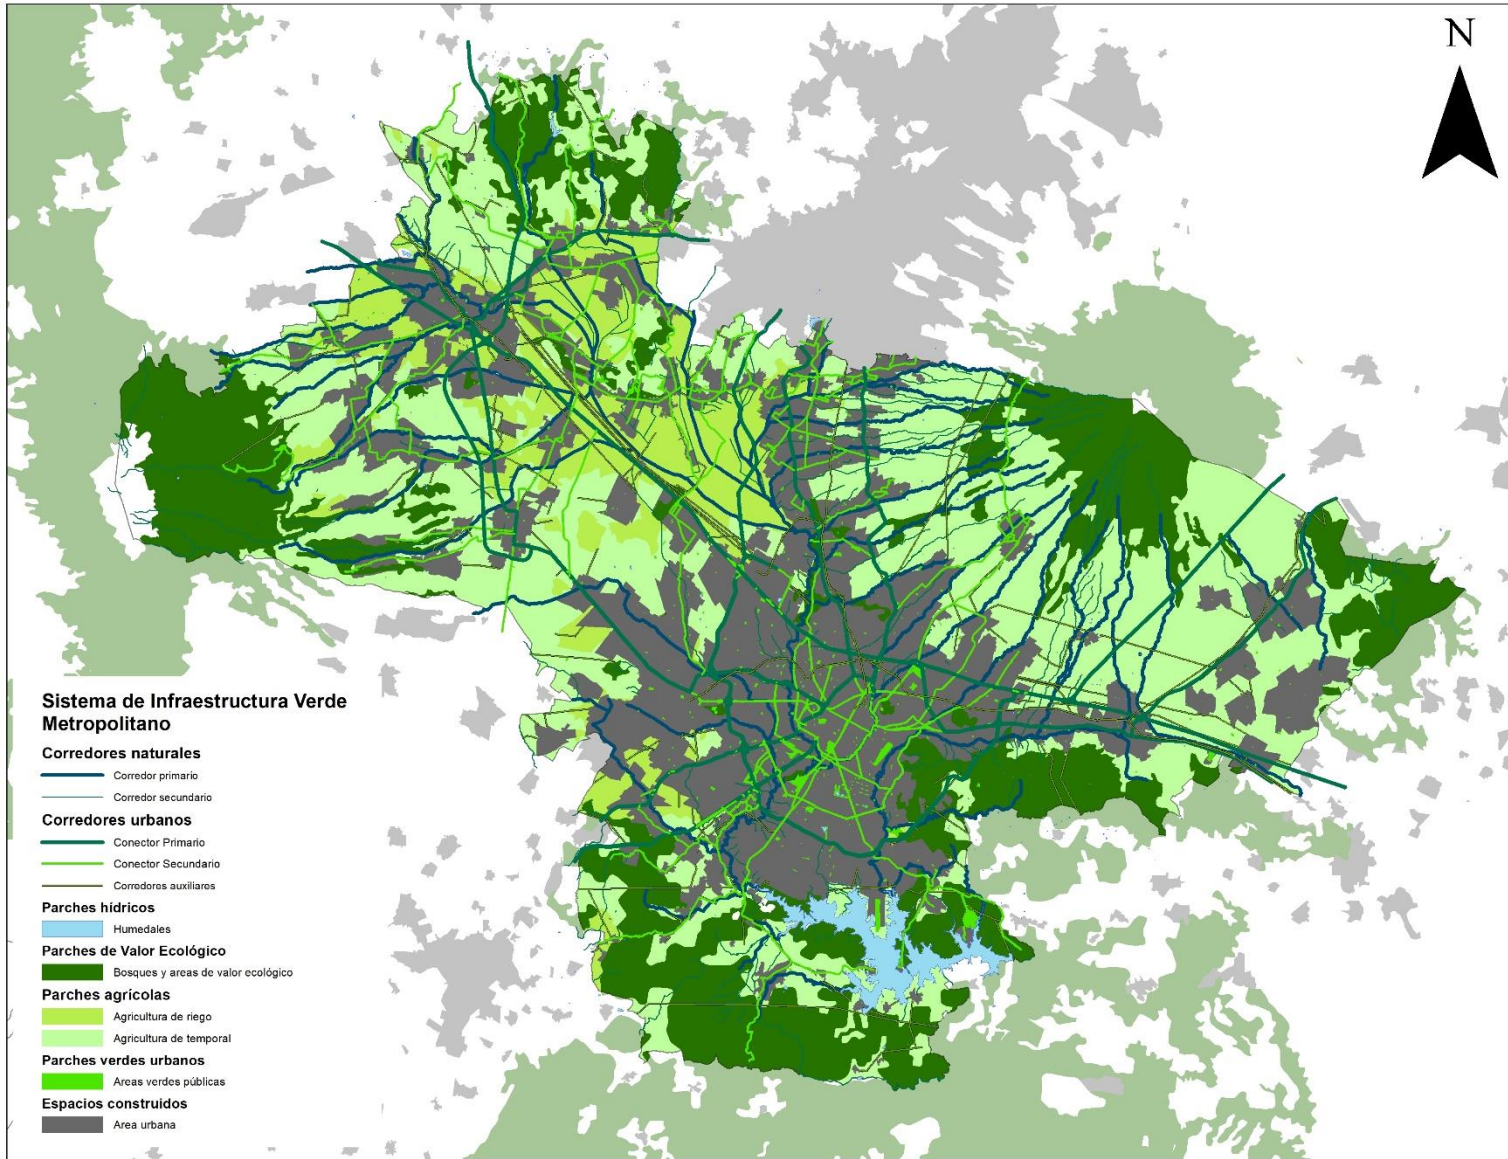 N
Sistema de Infraestructura Verde
Metropolitano
Corredores naturales
Corredor primario
Corredor secundario
Corredores urbanos
Conector Primario
Conector Secundario
Corredores auxiliares
Parches hídricos
Humedales
Parches de Valor Ecológico
Bosques y areas de valor ecológico
Parches agrícolas
Agricultura de riego
Agricultura de temporal
Parches verdes urbanos
Areas verdes públicas
Espacios construidos
Area urbana